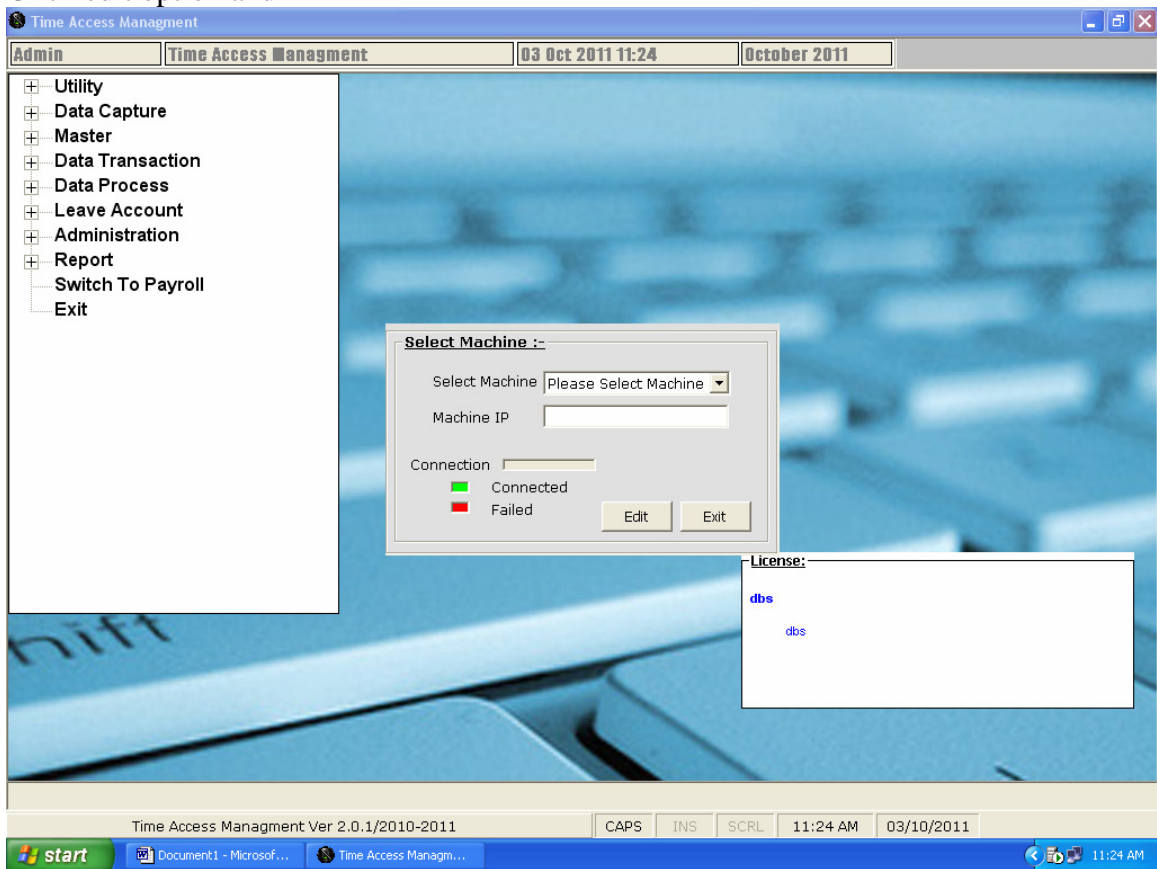 Time Access Managment
Admin Time Access Managment 03 Oct 2011 11:24 October 2011
Utility
Data Capture
Master
Data Transaction
Data Process
Leave Account
Administration
Report
Switch To Payroll
Exit
Select Machine :-
Select Machine Please Select Machine
Machine IP
Connection
Connected
Failed
Edit Exit
License:
dbs
dbs
hift
Time Access Managment Ver 2.0.1/2010-2011 CAPS INS SCRL 11:24 AM 03/10/2011
start Document1 - Microsof... Time Access Managm... 11:24 AM